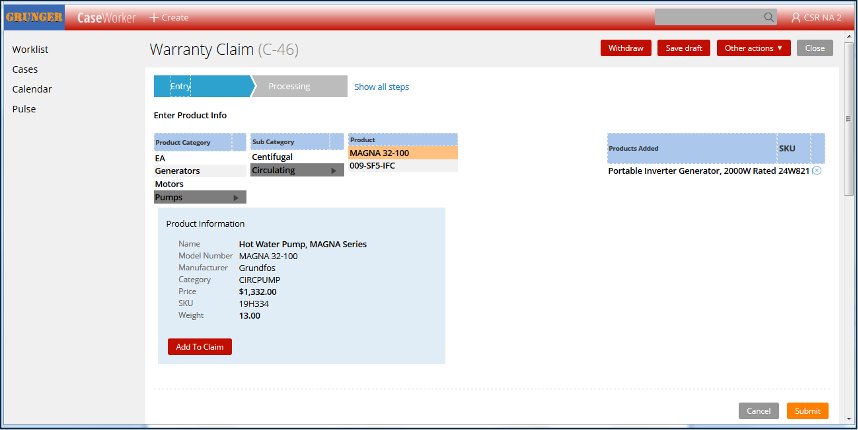 GRUNGER CaseWorker + Create CSR NA 2
Worklist
Cases
Calendar
Pulse
Warranty Claim (C-46)
Withdraw Save draft Other actions Close
Entry Processing Show all steps
Enter Product Info
Product Category Sub Category Product
EA Centifugal MAGNA 32-100
Generators Circulating 009-SF5-IFC
Motors
Pumps
Products Added SKU
Portable Inverter Generator, 2000W Rated 24W821
Product Information
Name Hot Water Pump, MAGNA Series
Model Number MAGNA 32-100
Manufacturer Grundfos
Category CIRCPUMP
Price $1,332.00
SKU 19H334
Weight 13.00
Add To Claim
Cancel Submit